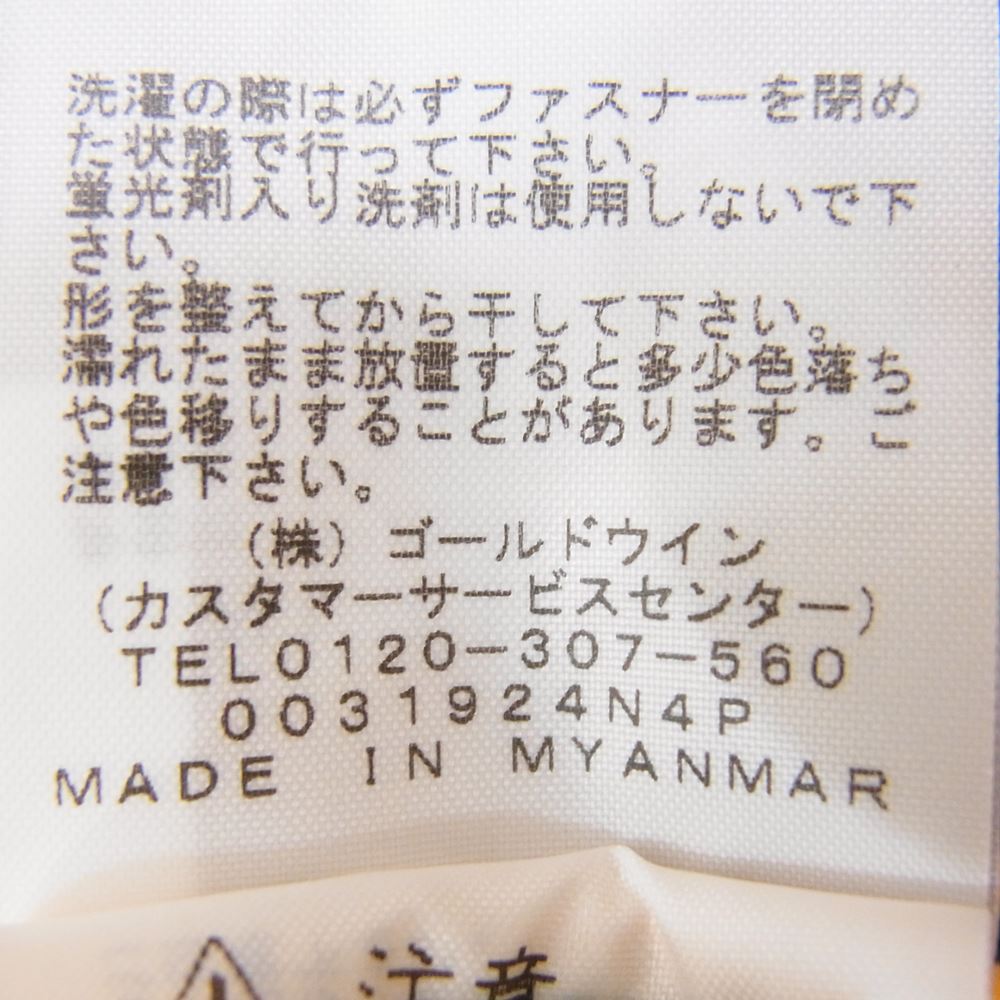 洗濯の際は必ずファスナーを閉め
た状態で行って下さい。
蛍光剤入り洗剤は使用しないで下
さい。
形を整えてから干して下さい。
濡れたまま放置すると多少色落ち
や色移りすることがあります。ご
注意下さい。
(株) ゴールドウイン
(カスタマーサービスセンター)
TEL0120-307-560
0031924N4P
MADE IN MYANMAR
注意